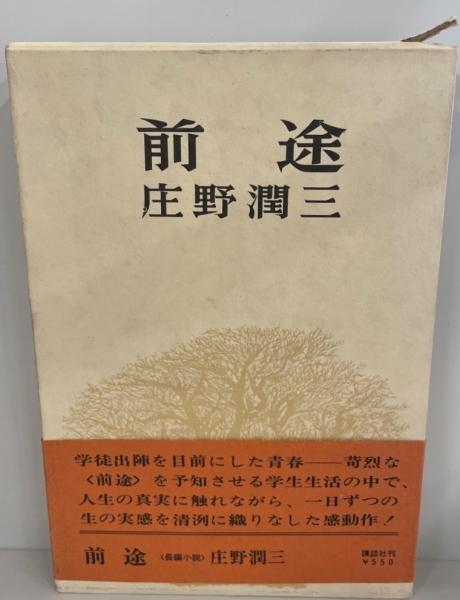 前 途
庄野潤三
学徒出陣を目前にした青春——苛烈な
〈前途〉を予知させる学生生活の中で、
人生の真実に触れながら、一日ずつの
生の実感を清洌に織りなした感動作！
前 途 〈長編小説〉 庄野潤三
講談社刊
￥550